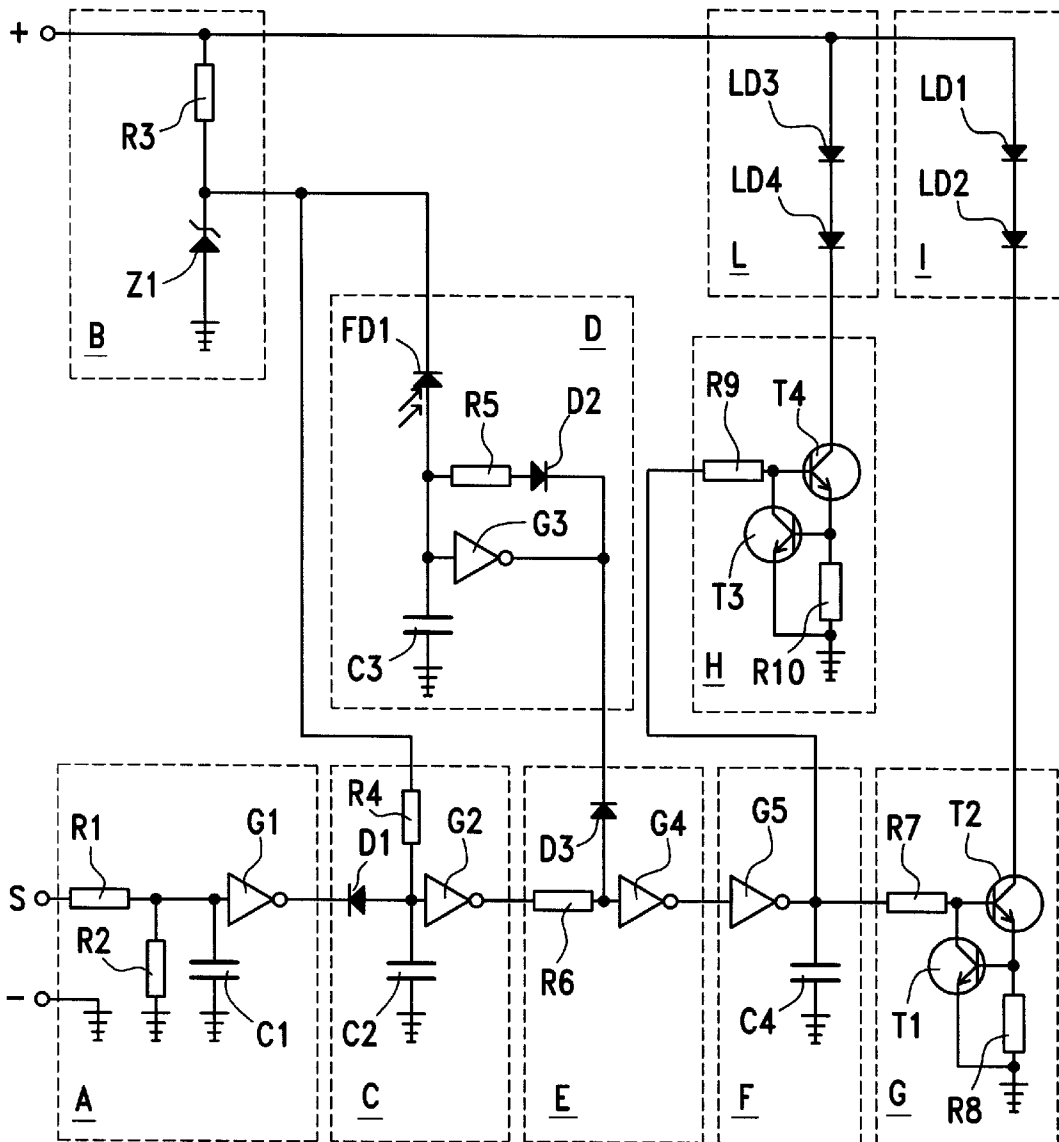 +
R3
LD3
LD1
LD4
LD2
Z1
L
I
B
FD1
D
R5
D2
R9
T4
G3
T3
C3
H
R10
R1
G1
R4
D1
G2
D3
G4
G5
R7
T2
S
R2
R6
-
C1
C2
C4
T1
A
C
E
F
G
R8